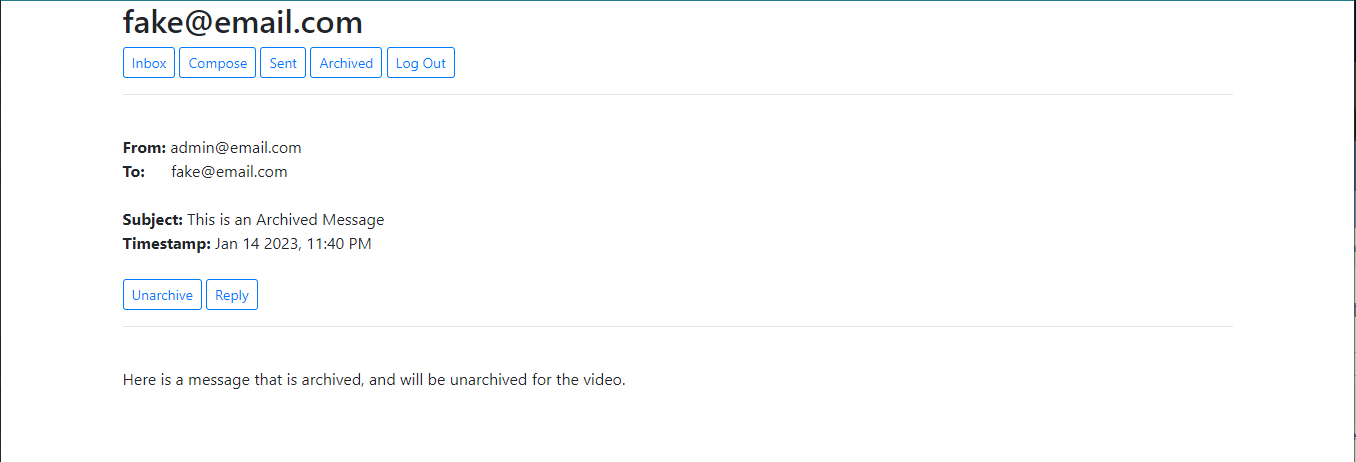 fake@email.com
Inbox Compose Sent Archived Log Out
From: admin@email.com
To: fake@email.com
Subject: This is an Archived Message
Timestamp: Jan 14 2023, 11:40 PM
Unarchive Reply
Here is a message that is archived, and will be unarchived for the video.